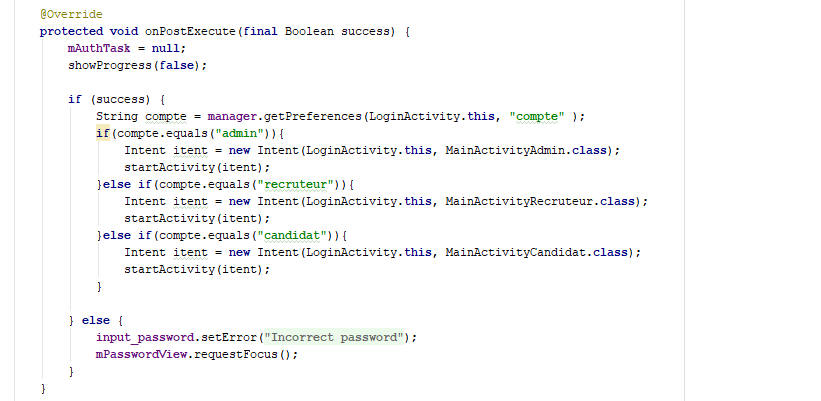 @Override
protected void onPostExecute(final Boolean success) {
    mAuthTask = null;
    showProgress(false);

    if (success) {
        String compte = manager.getPreferences(LoginActivity.this, "compte" );
        if(compte.equals("admin")){
            Intent itent = new Intent(LoginActivity.this, MainActivityAdmin.class);
            startActivity(itent);
        }else if(compte.equals("recruteur")){
            Intent itent = new Intent(LoginActivity.this, MainActivityRecruteur.class);
            startActivity(itent);
        }else if(compte.equals("candidat")){
            Intent itent = new Intent(LoginActivity.this, MainActivityCandidat.class);
            startActivity(itent);
        }

    } else {
        input_password.setError("Incorrect password");
        mPasswordView.requestFocus();
    }
}